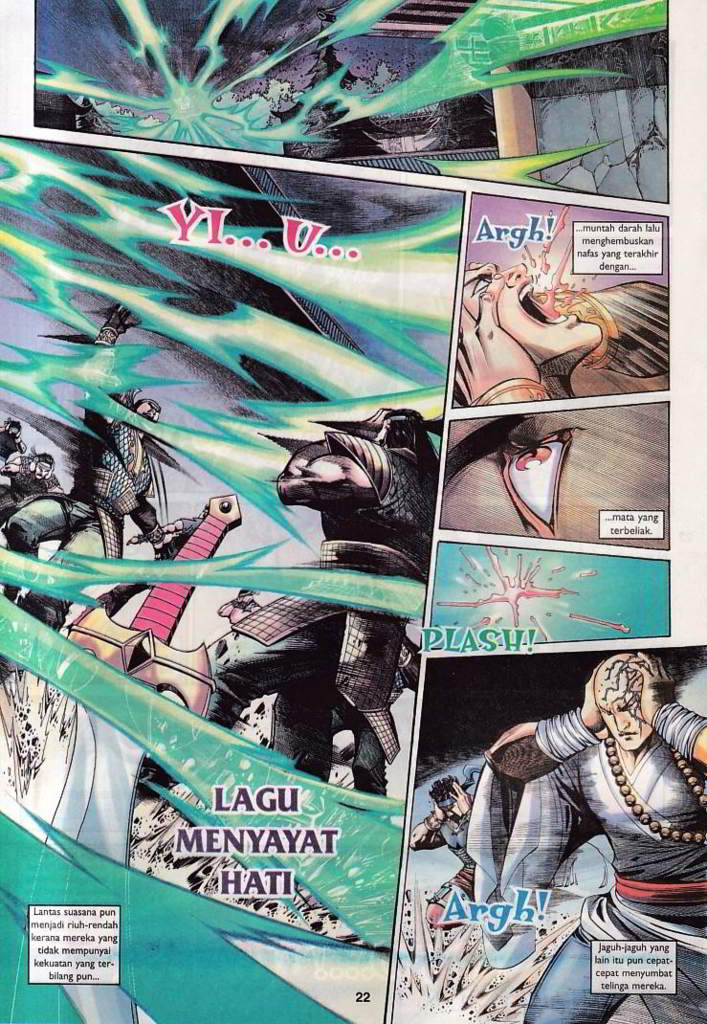 YI... U...
Argh!
...muntah darah lalu
menghembuskan
nafas yang terakhir
dengan...
...mata yang
terbeliak.
PLASH!
LAGU
MENYAYAT
HATI
Lantas suasana pun
menjadi riuh-rendah
kerana mereka yang
tidak mempunyai
kekuatan yang ter-
bilang pun...
Argh!
Jaguh-jaguh yang
lain itu pun cepat-
cepat menyumbat
telinga mereka.
22